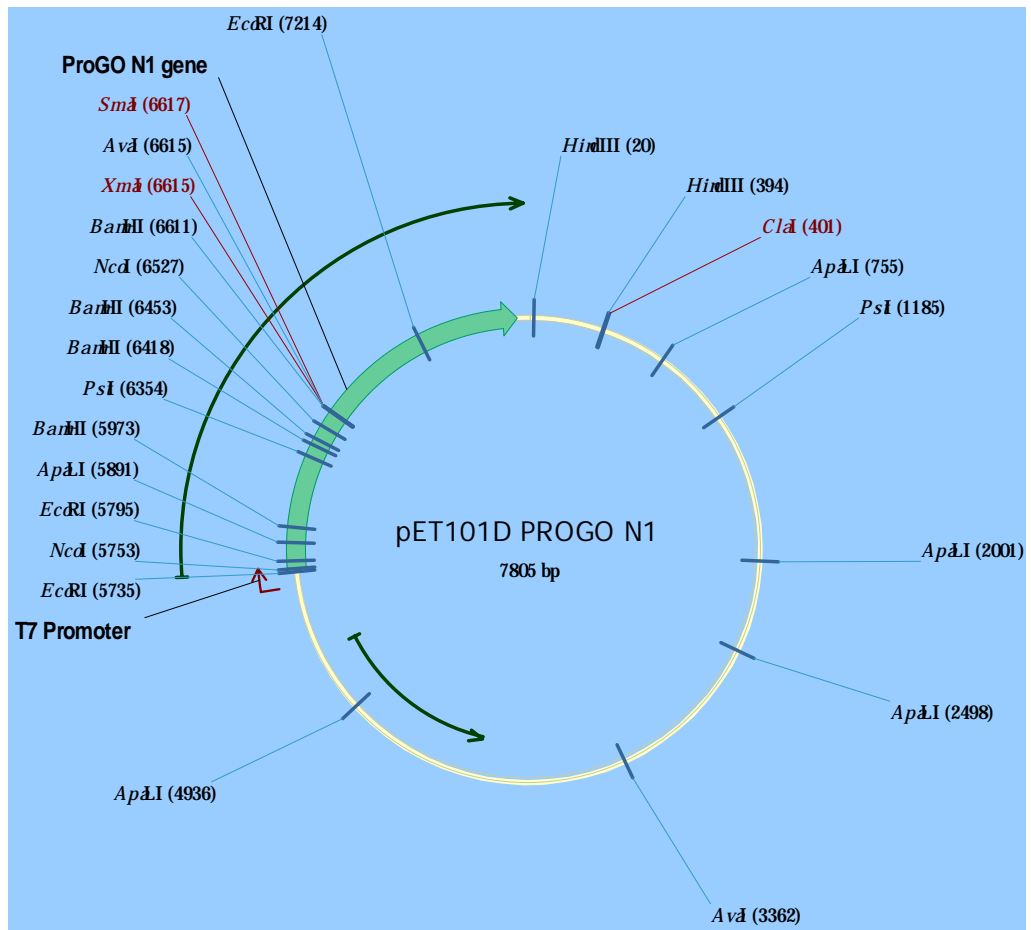 EcoRI (7214)
ProGO N1 gene
SmaI (6617)
AvaI (6615)
XmaI (6615)
BamHI (6611)
NcoI (6527)
BamHI (6453)
BamHI (6418)
PstI (6354)
BamHI (5973)
ApaLI (5891)
EcoRI (5795)
NcoI (5753)
EcoRI (5735)
T7 Promoter
HindIII (20)
HindIII (394)
ClaI (401)
ApaLI (755)
PstI (1185)
pET101D PROGO N1
7805 bp
ApaLI (2001)
ApaLI (2498)
ApaLI (4936)
AvaI (3362)